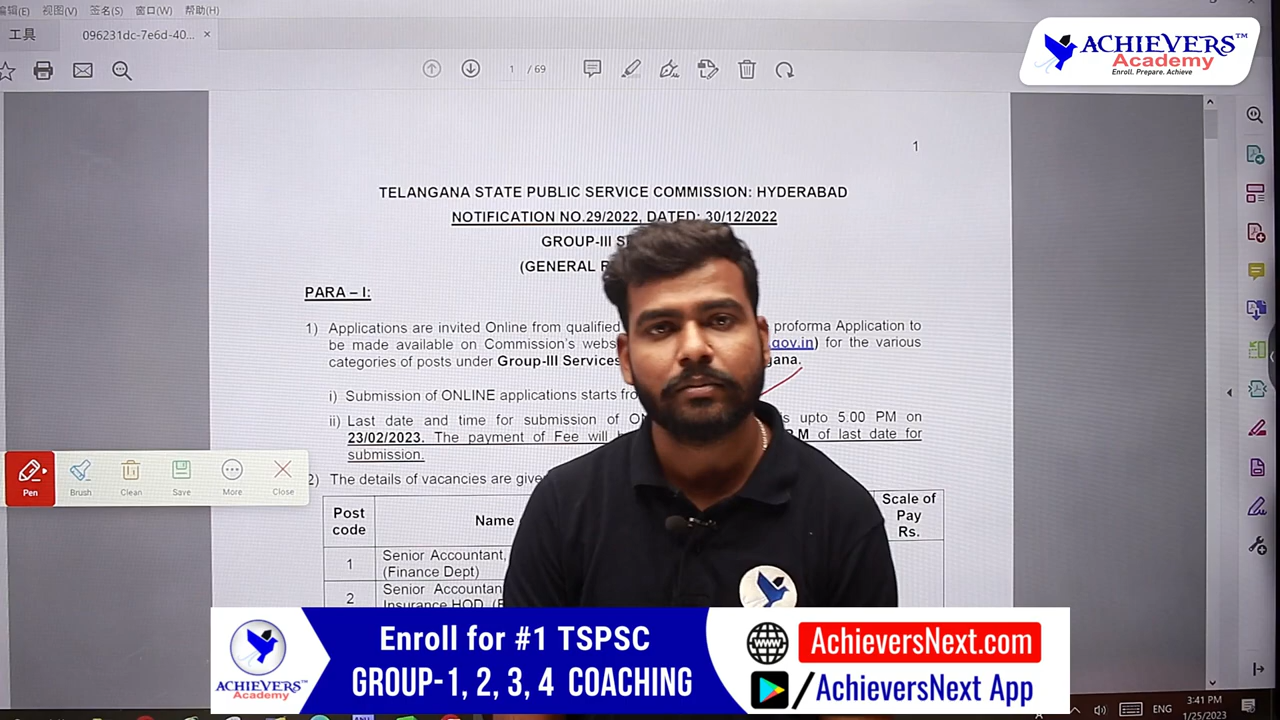 编辑(E) 视图(V) 签名(S) 窗口(W) 帮助(H)
工具 096231dc-7e6d-40... ×
1 / 69
ACHIEVERS™
Academy
Enroll. Prepare. Achieve
1
TELANGANA STATE PUBLIC SERVICE COMMISSION: HYDERABAD
NOTIFICATION NO.29/2022, DATED: 30/12/2022
GROUP-III
(GENERAL
PARA – I:
1) Applications are invited Online from qualified proforma Application to
be made available on Commission's gov.in) for the various
categories of posts under Group-III Services
i) Submission of ONLINE applications starts
ii) Last date and time for submission of upto 5.00 PM on
23/02/2023. The payment of Fee will of last date for
submission.
2) The details of vacancies are
Pen Brush Clean Save More Close
Post
code
Name
Scale of
Pay
Rs.
1 Senior Accountant,
(Finance Dept)
2 Senior
Insurance HOD,
ACHIEVERS
Academy
Enroll for #1 TSPSC
GROUP-1, 2, 3, 4 COACHING
WWW AchieversNext.com
/AchieversNext App
3:41 PM
ENG
1/25/2023